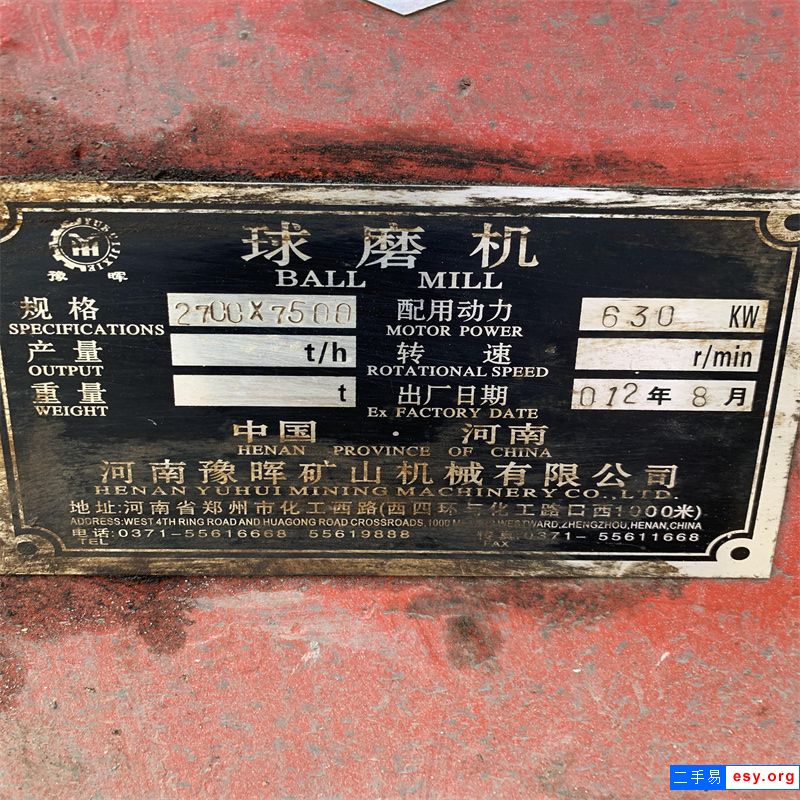 YUHUIJIXIE
豫晖
球磨机
BALL MILL
规格 2700X7500 配用动力 630 KW
SPECIFICATIONS MOTOR POWER
产量 t/h 转速 r/min
OUTPUT ROTATIONAL SPEED
重量 t 出厂日期 012年8月
WEIGHT Ex FACTORY DATE
中国·河南
HENAN PROVINCE OF CHINA
河南豫晖矿山机械有限公司
HENAN YUHUI MINING MACHINERY CO.,LTD.
地址:河南省郑州市化工西路(西四环与化工路口西1000米)
ADDRESS:WEST 4TH RING ROAD AND HUAGONG ROAD CROSSROADS, 1000 WESTWARD,ZHENGZHOU,HENAN,CHINA
电话:0371-55616668 55619888 传真:0371-55611668
TEL FAX
二手易 esy.org